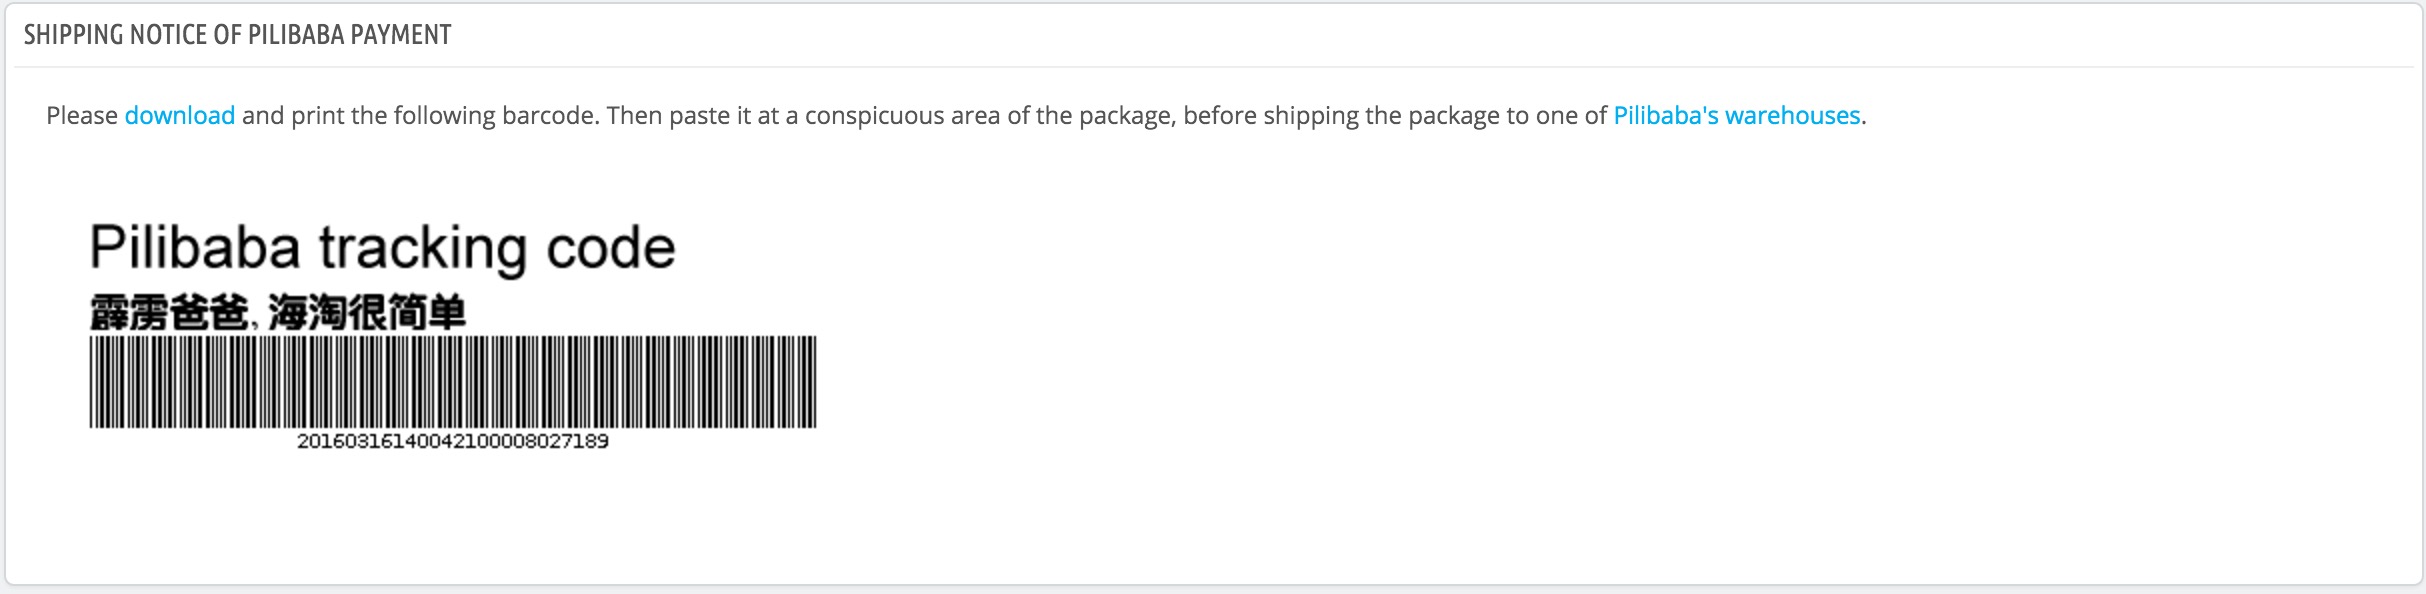 SHIPPING NOTICE OF PILIBABA PAYMENT
Please download and print the following barcode. Then paste it at a conspicuous area of the package, before shipping the package to one of Pilibaba's warehouses.
Pilibaba tracking code
霹雳爸爸, 海淘很简单
20160316140042100008027189